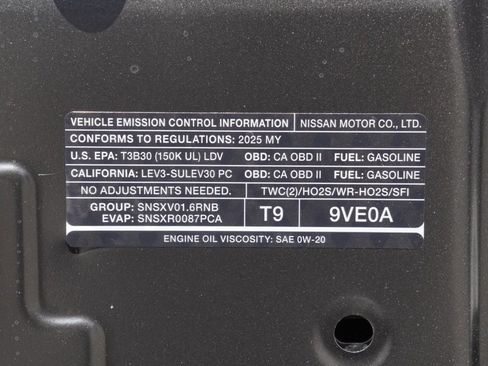 VEHICLE EMISSION CONTROL INFORMATION NISSAN MOTOR CO., LTD.
CONFORMS TO REGULATIONS: 2025 MY
U.S. EPA: T3B30 (150K UL) LDV OBD: CA OBD II FUEL: GASOLINE
CALIFORNIA: LEV3-SULEV30 PC OBD: CA OBD II FUEL: GASOLINE
NO ADJUSTMENTS NEEDED. TWC(2)/HO2S/WR-HO2S/SFI
GROUP: SNSXV01.6RNB
EVAP: SNSXR0087PCA
T9 9VE0A
ENGINE OIL VISCOSITY: SAE 0W-20